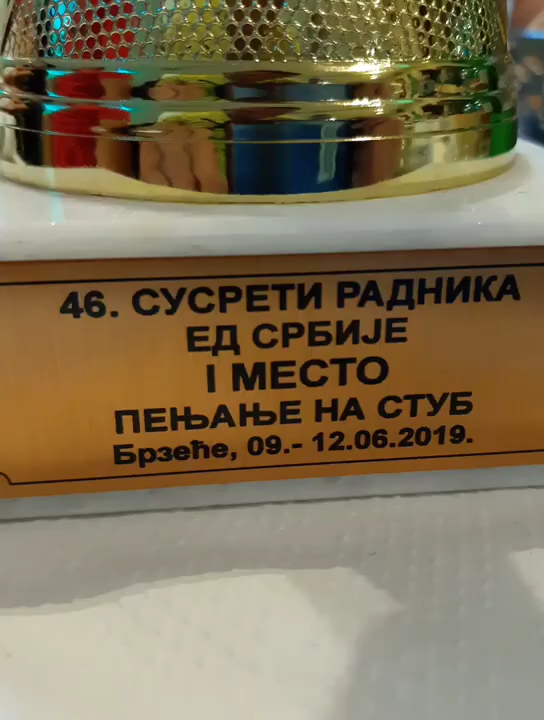 46. СУСРЕТИ РАДНИКА
ЕД СРБИЈЕ
I МЕСТО
ПЕЊАЊЕ НА СТУБ
Брзеће, 09.- 12.06.2019.